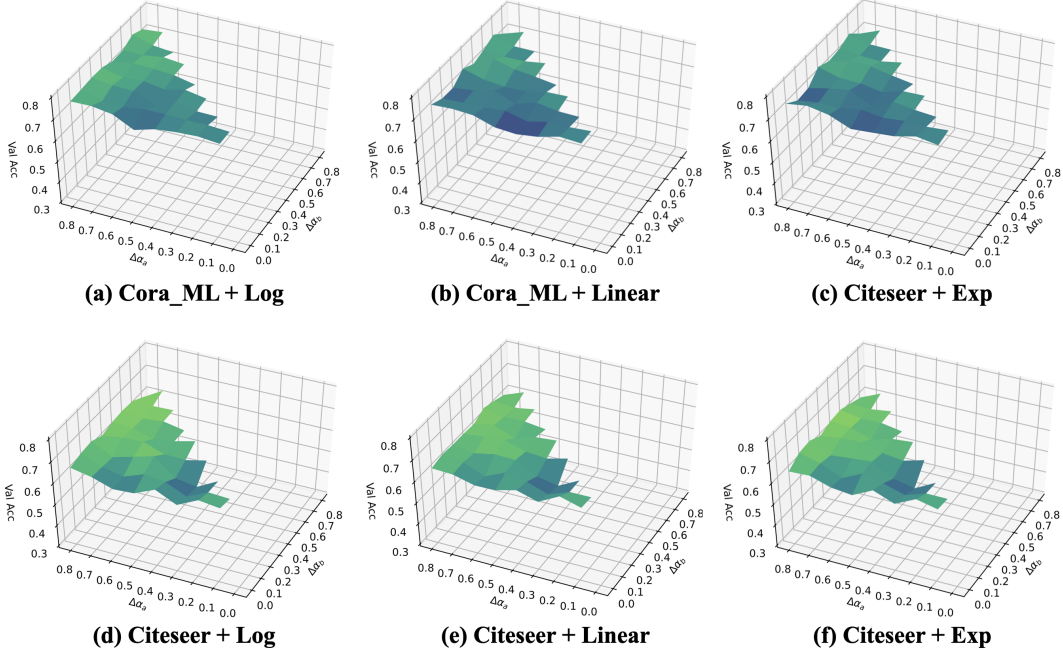 0.8
0.7
0.6
0.5
0.4
0.3
Val Acc
0.8 0.7 0.6 0.5 0.4 0.3 0.2 0.1 0.0
Δαa
0.0 0.1 0.2 0.3 0.4 0.5 0.6 0.7 0.8
Δαb
(a) Cora_ML + Log
0.8
0.7
0.6
0.5
0.4
0.3
Val Acc
0.8 0.7 0.6 0.5 0.4 0.3 0.2 0.1 0.0
Δαa
0.0 0.1 0.2 0.3 0.4 0.5 0.6 0.7 0.8
Δαb
(b) Cora_ML + Linear
0.8
0.7
0.6
0.5
0.4
0.3
Val Acc
0.8 0.7 0.6 0.5 0.4 0.3 0.2 0.1 0.0
Δαa
0.0 0.1 0.2 0.3 0.4 0.5 0.6 0.7 0.8
Δαb
(c) Citeseer + Exp
0.8
0.7
0.6
0.5
0.4
0.3
Val Acc
0.8 0.7 0.6 0.5 0.4 0.3 0.2 0.1 0.0
Δαa
0.0 0.1 0.2 0.3 0.4 0.5 0.6 0.7 0.8
Δαb
(d) Citeseer + Log
0.8
0.7
0.6
0.5
0.4
0.3
Val Acc
0.8 0.7 0.6 0.5 0.4 0.3 0.2 0.1 0.0
Δαa
0.0 0.1 0.2 0.3 0.4 0.5 0.6 0.7 0.8
Δαb
(e) Citeseer + Linear
0.8
0.7
0.6
0.5
0.4
0.3
Val Acc
0.8 0.7 0.6 0.5 0.4 0.3 0.2 0.1 0.0
Δαa
0.0 0.1 0.2 0.3 0.4 0.5 0.6 0.7 0.8
Δαb
(f) Citeseer + Exp